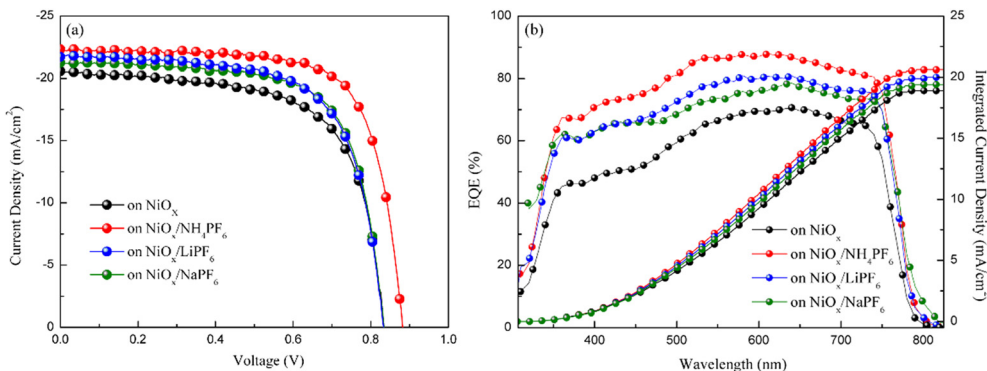 (a)
-25
-20
-15
-10
-5
0
0.0 0.2 0.4 0.6 0.8 1.0
Current Density (mA/cm²)
Voltage (V)
on NiOₓ
on NiOₓ/NH₄PF₆
on NiOₓ/LiPF₆
on NiOₓ/NaPF₆
(b)
100
80
60
40
20
0
400 500 600 700 800
25
20
15
10
5
0
EQE (%)
Wavelength (nm)
Integrated Current
Density (mA/cm⁻)
on NiOₓ
on NiOₓ/NH₄PF₆
on NiOₓ/LiPF₆
on NiOₓ/NaPF₆